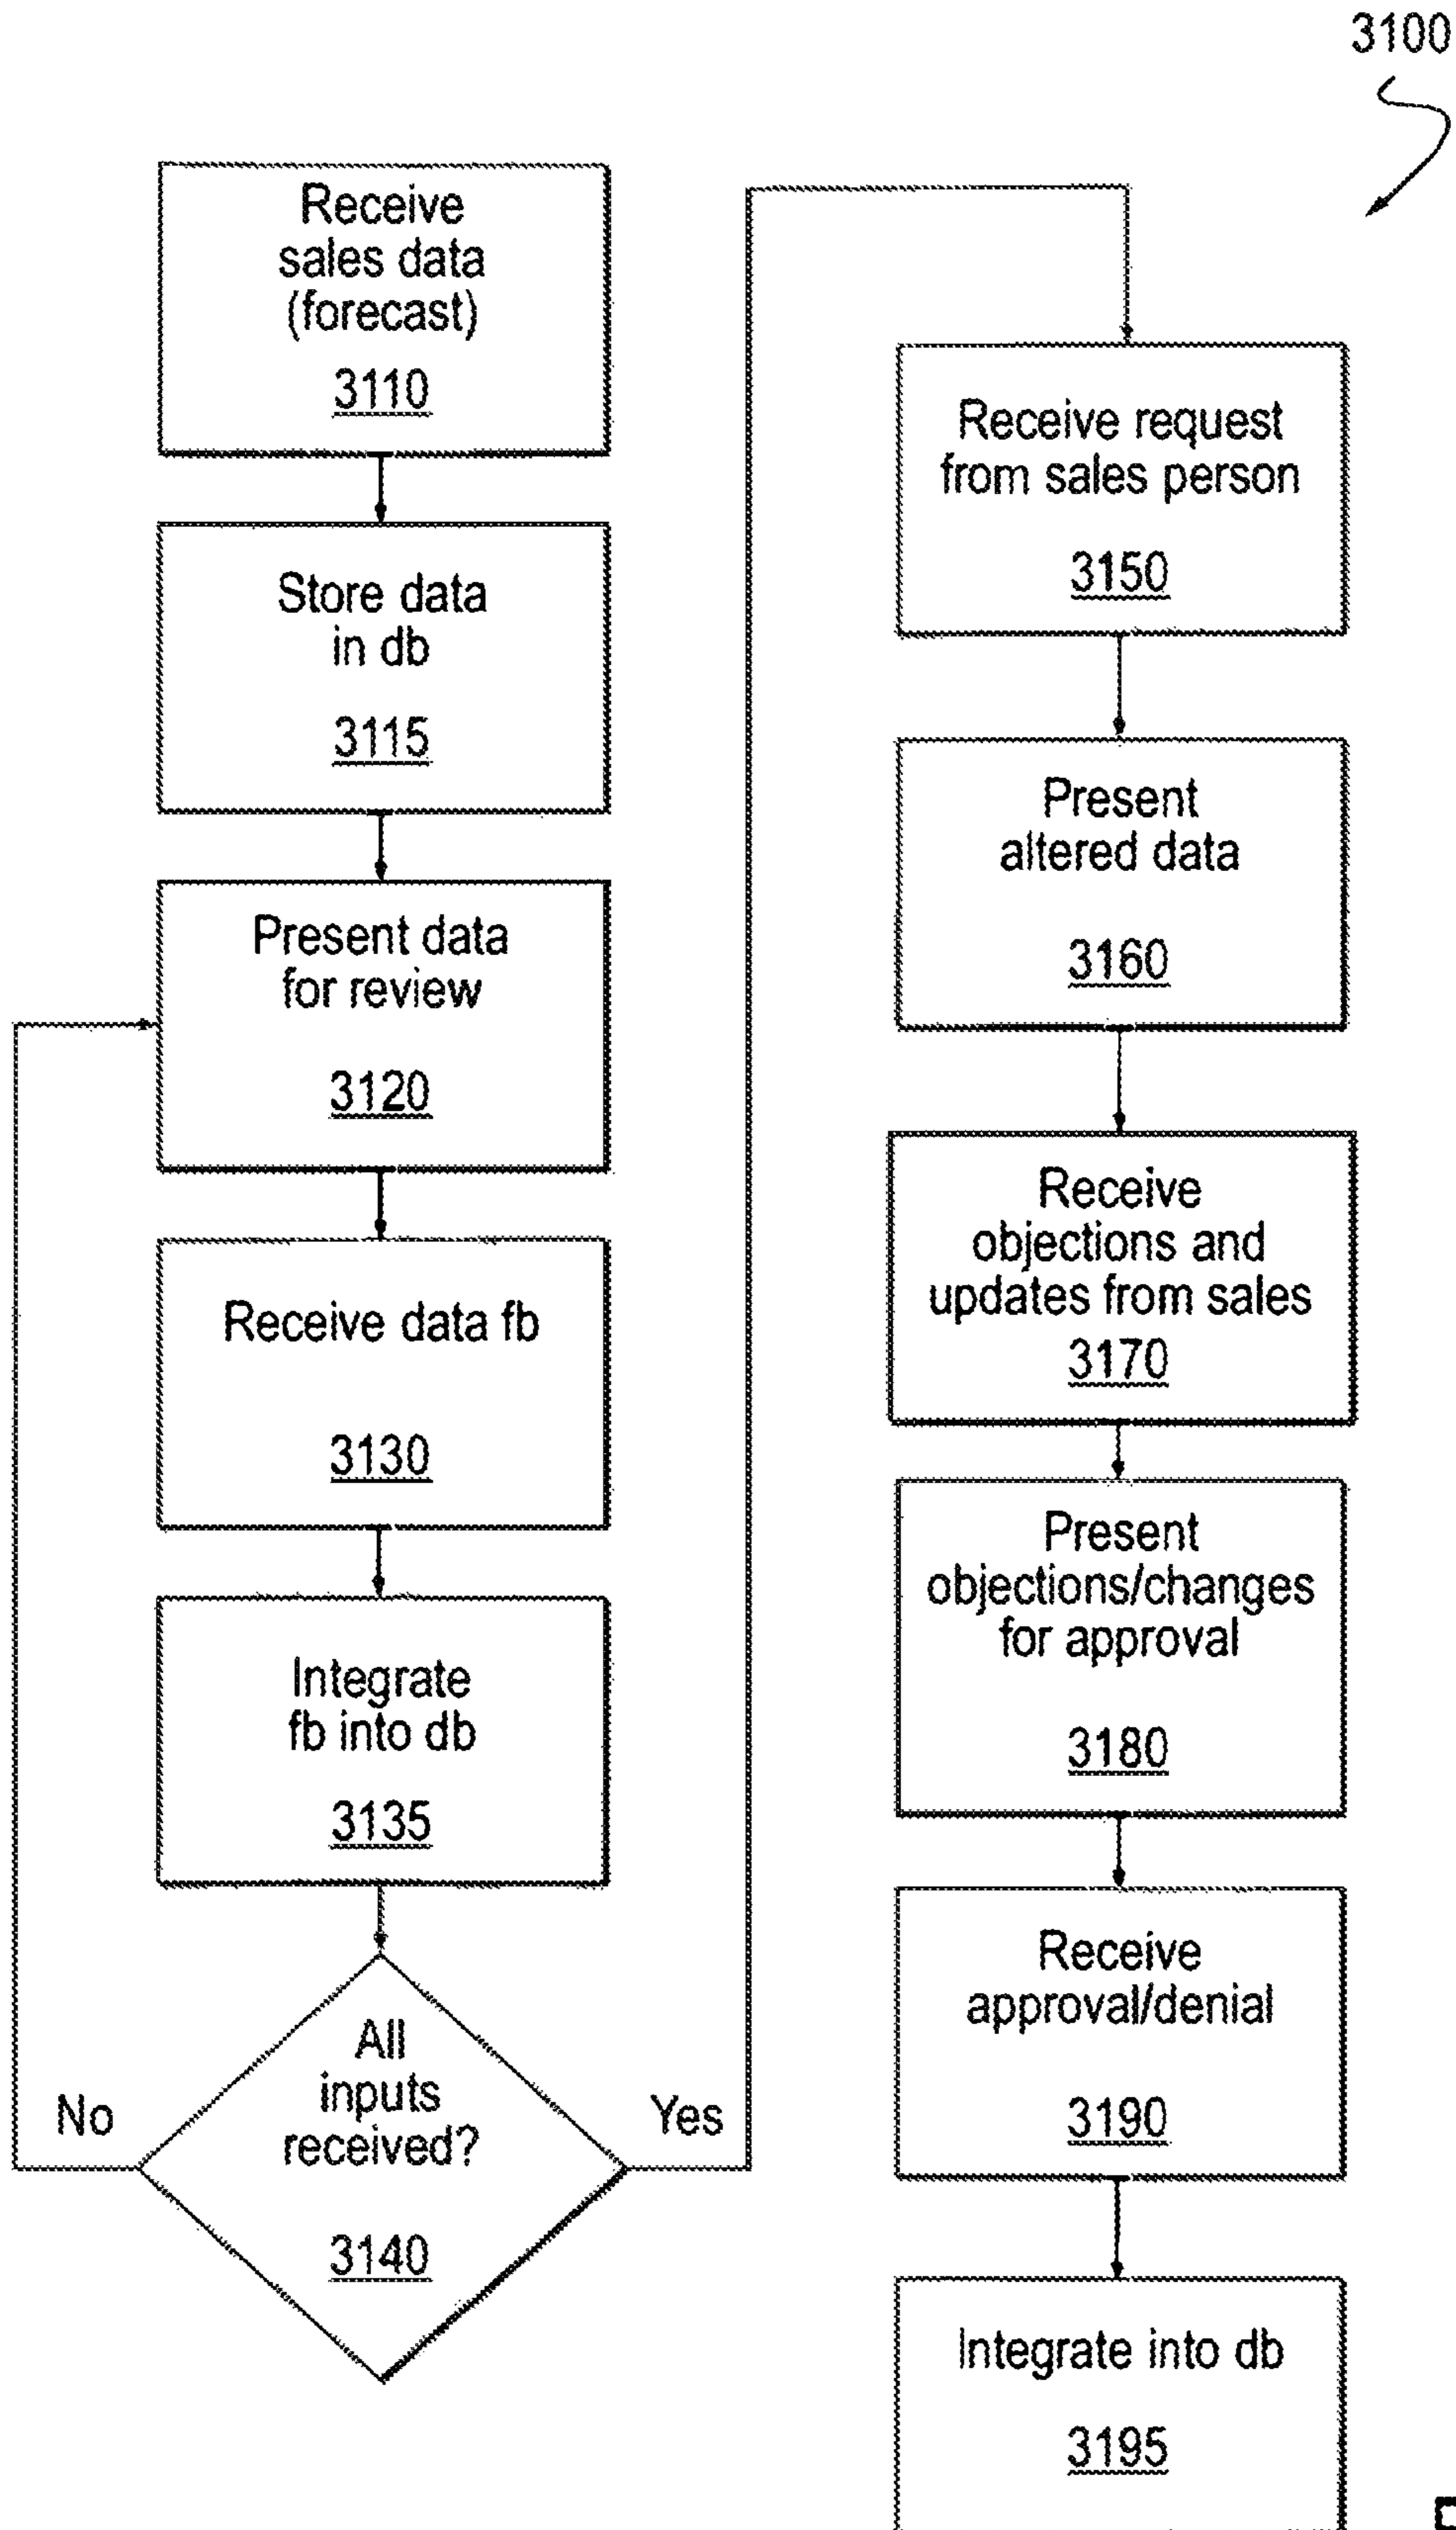 3100
Receive
sales data
(forecast)
3110
Store data
in db
3115
Present data
for review
3120
Receive data fb
3130
Integrate
fb into db
3135
All
inputs
received?
3140
No
Yes
Receive request
from sales person
3150
Present
altered data
3160
Receive
objections and
updates from sales
3170
Present
objections/changes
for approval
3180
Receive
approval/denial
3190
Integrate into db
3195